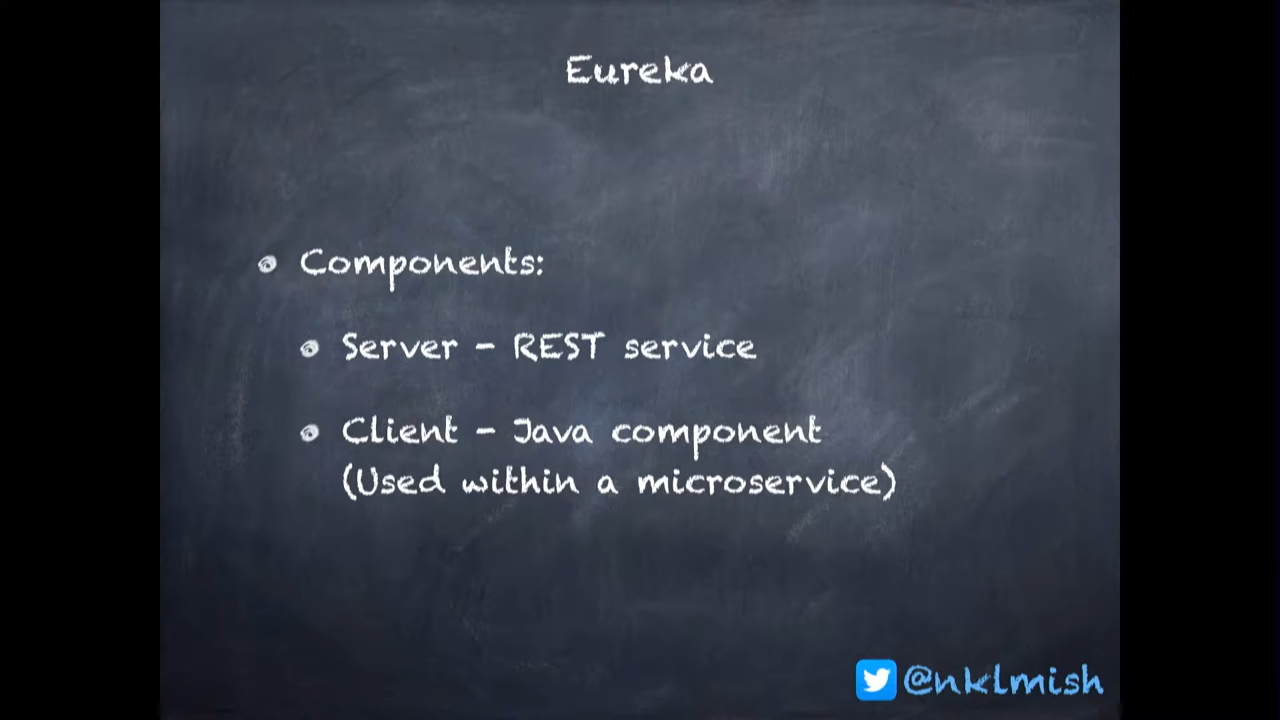 Eureka
Components:
Server - REST service
Client - Java component
(Used within a microservice)
@nklmish